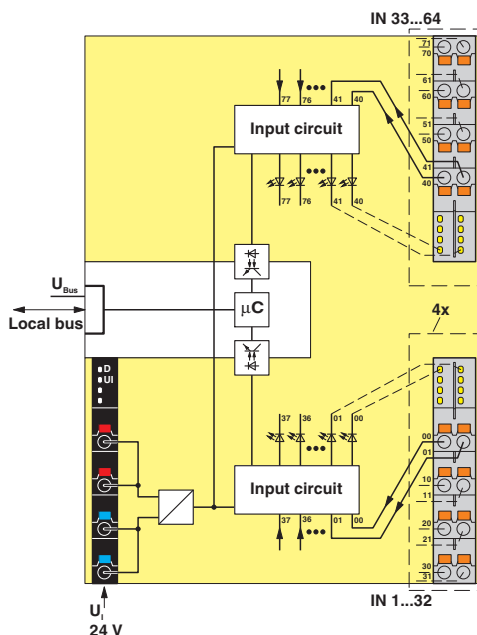 IN 33...64
71
70
61
60
51
50
41
40
77 76 41 40
Input circuit
77 76 41 40
U Bus
µC
Local bus
4x
D
UI
37 36 01 00
00
01
Input circuit
10
11
37 36 01 00
20
21
30
31
UI
24 V
IN 1...32